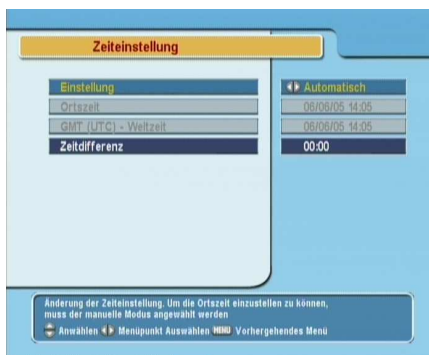 Zeiteinstellung
Einstellung Automatisch
Ortszeit 06/06/05 14:05
GMT (UTC) - Weltzeit 06/06/05 14:05
Zeitdifferenz 00:00
Änderung der Zeiteinstellung. Um die Ortszeit einzustellen zu können,
muss der manuelle Modus angewählt werden
Anwählen Menüpunkt Auswählen MENU Vorhergehendes Menü